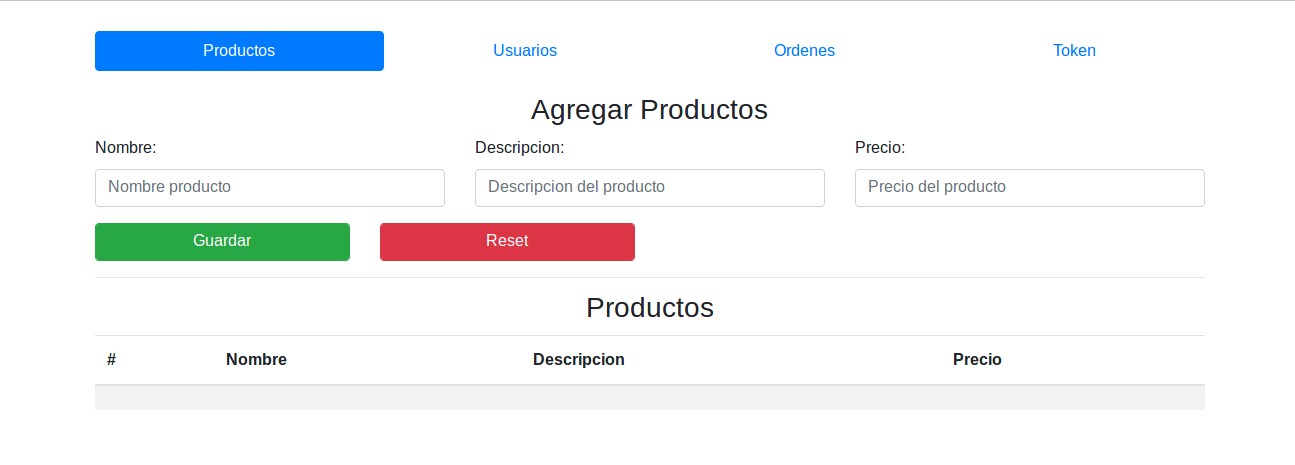 Productos Usuarios Ordenes Token
Agregar Productos
Nombre: Descripcion: Precio:
Nombre producto Descripcion del producto Precio del producto
Guardar Reset
Productos
# Nombre Descripcion Precio